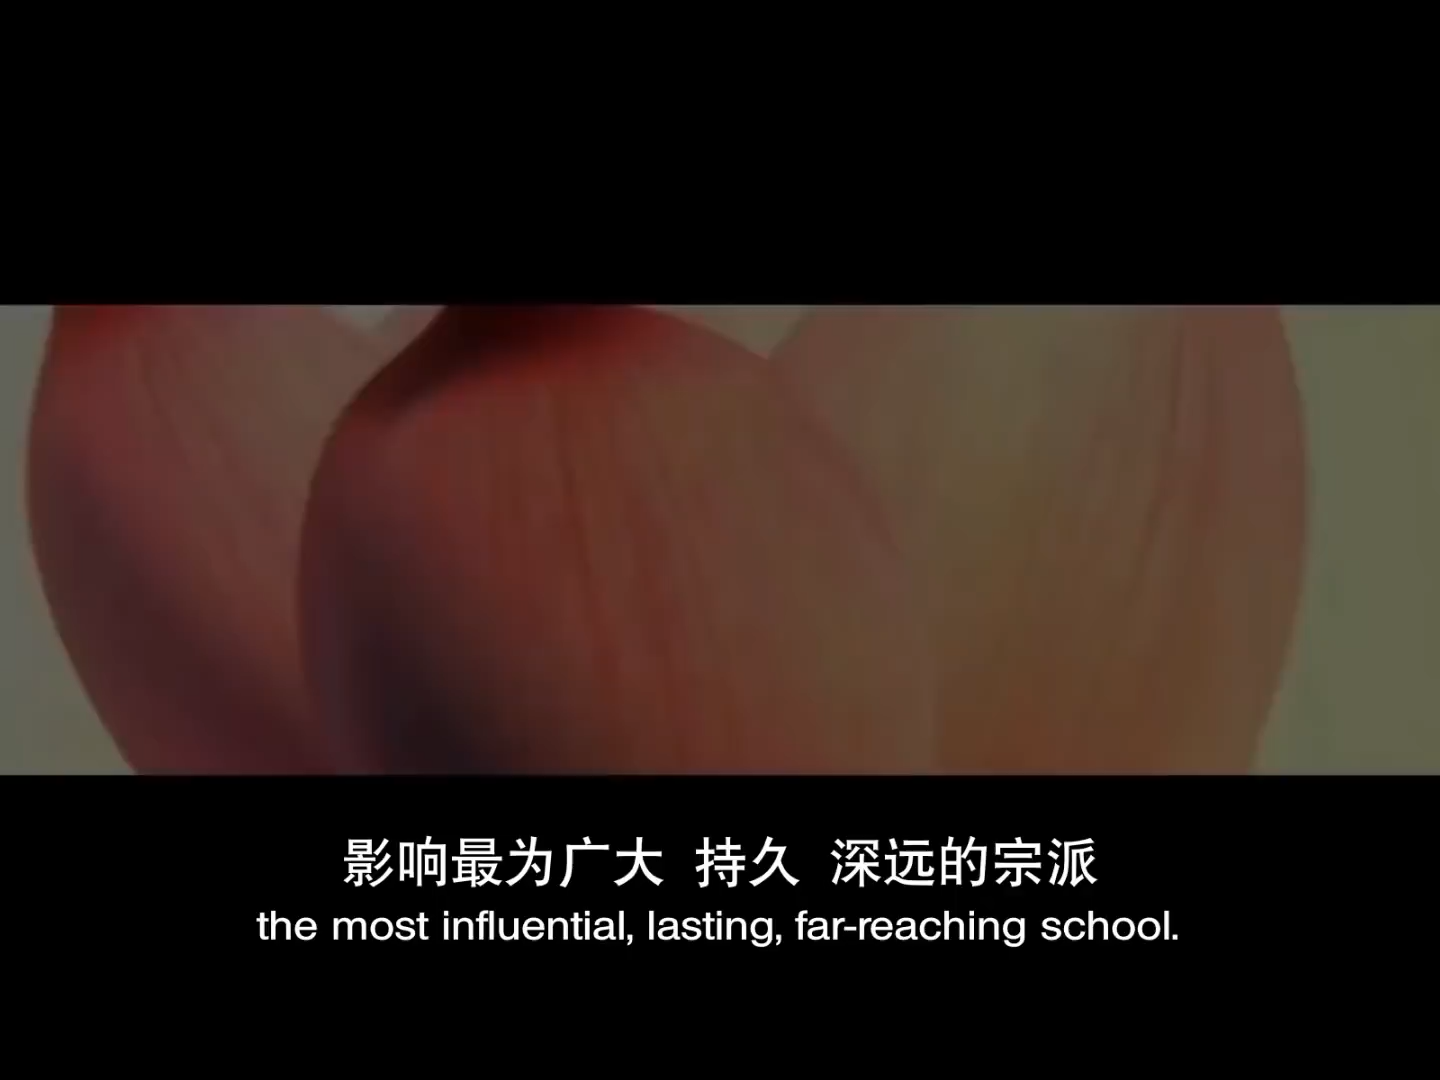 影响最为广大 持久 深远的宗派
the most influential, lasting, far-reaching school.